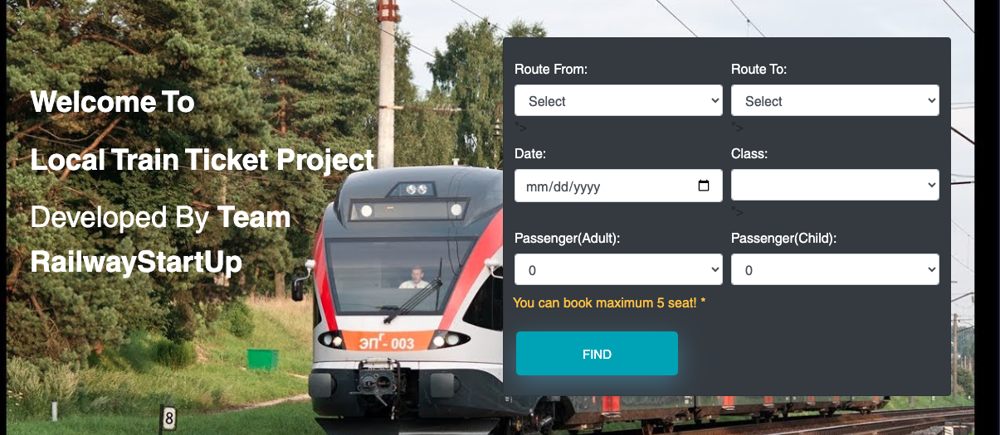 Welcome To
Local Train Ticket Project
Developed By Team
RailwayStartUp
Route From:
Route To:
Select
Select
">
">
Date:
Class:
mm/dd/yyyy
">
Passenger(Adult):
Passenger(Child):
0
0
You can book maximum 5 seat! *
FIND
ЭПГ - 003
8